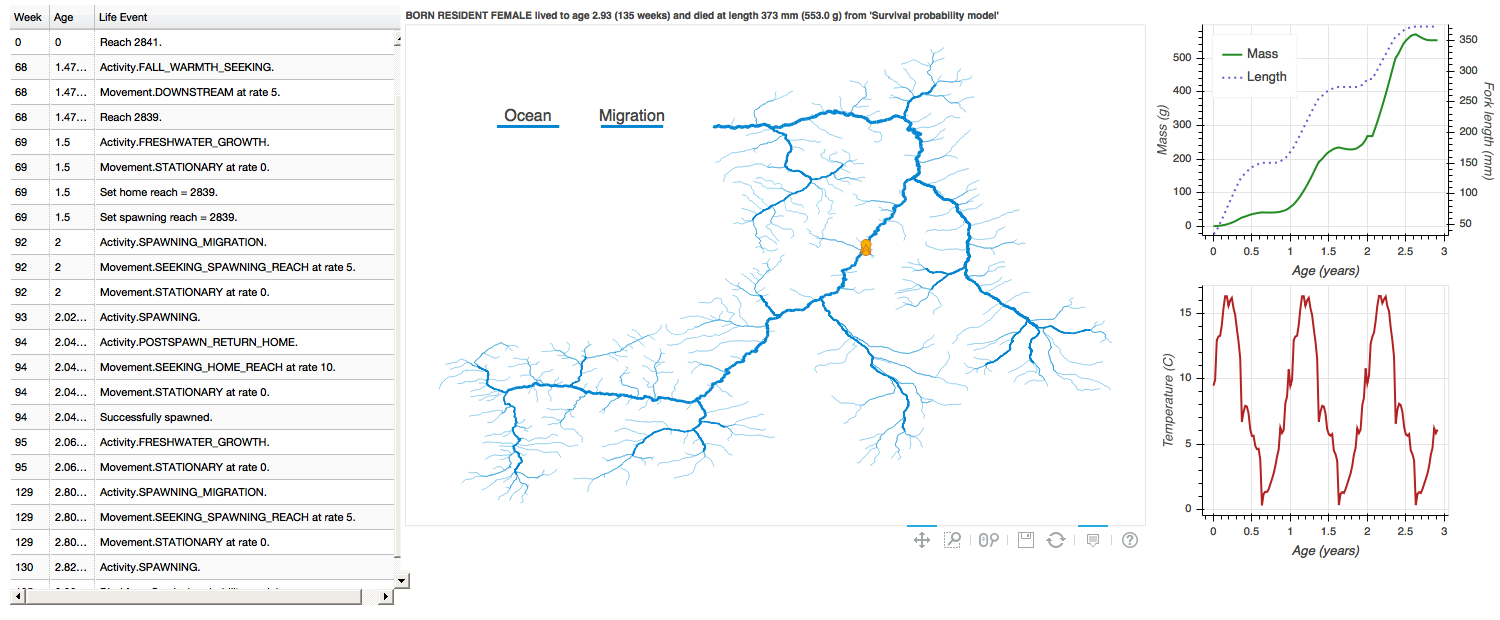 Week Age Life Event
0 0 Reach 2841.
68 1.47... Activity.FALL_WARMTH_SEEKING.
68 1.47... Movement.DOWNSTREAM at rate 5.
68 1.47... Reach 2839.
69 1.5 Activity.FRESHWATER_GROWTH.
69 1.5 Movement.STATIONARY at rate 0.
69 1.5 Set home reach = 2839.
69 1.5 Set spawning reach = 2839.
92 2 Activity.SPAWNING_MIGRATION.
92 2 Movement.SEEKING_SPAWNING_REACH at rate 5.
92 2 Movement.STATIONARY at rate 0.
93 2.02... Activity.SPAWNING.
94 2.04... Activity.POSTSPAWN_RETURN_HOME.
94 2.04... Movement.SEEKING_HOME_REACH at rate 10.
94 2.04... Movement.STATIONARY at rate 0.
94 2.04... Successfully spawned.
95 2.06... Activity.FRESHWATER_GROWTH.
95 2.06... Movement.STATIONARY at rate 0.
129 2.80... Activity.SPAWNING_MIGRATION.
129 2.80... Movement.SEEKING_SPAWNING_REACH at rate 5.
129 2.80... Movement.STATIONARY at rate 0.
130 2.82... Activity.SPAWNING.
BORN RESIDENT FEMALE lived to age 2.93 (135 weeks) and died at length 373 mm (553.0 g) from 'Survival probability model'
Ocean Migration
Mass
Length
Mass (g)
500
400
300
200
100
0
Fork length (mm)
350
300
250
200
150
100
50
0 0.5 1 1.5 2 2.5 3
Age (years)
Temperature (C)
15
10
5
0
0 0.5 1 1.5 2 2.5 3
Age (years)